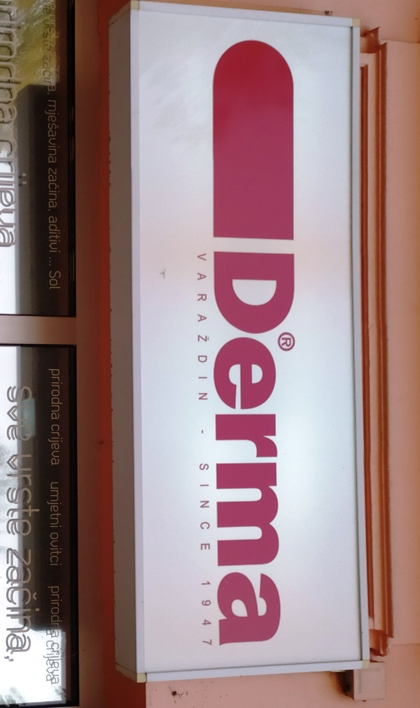 Derma®
VARAŽDIN - SINCE 1947
začina, mješavina začina, aditivi ... Sol
prirodna crijeva umjetni ovitci prirodna crijeva
prirodna crijeva
sve vrste začina,